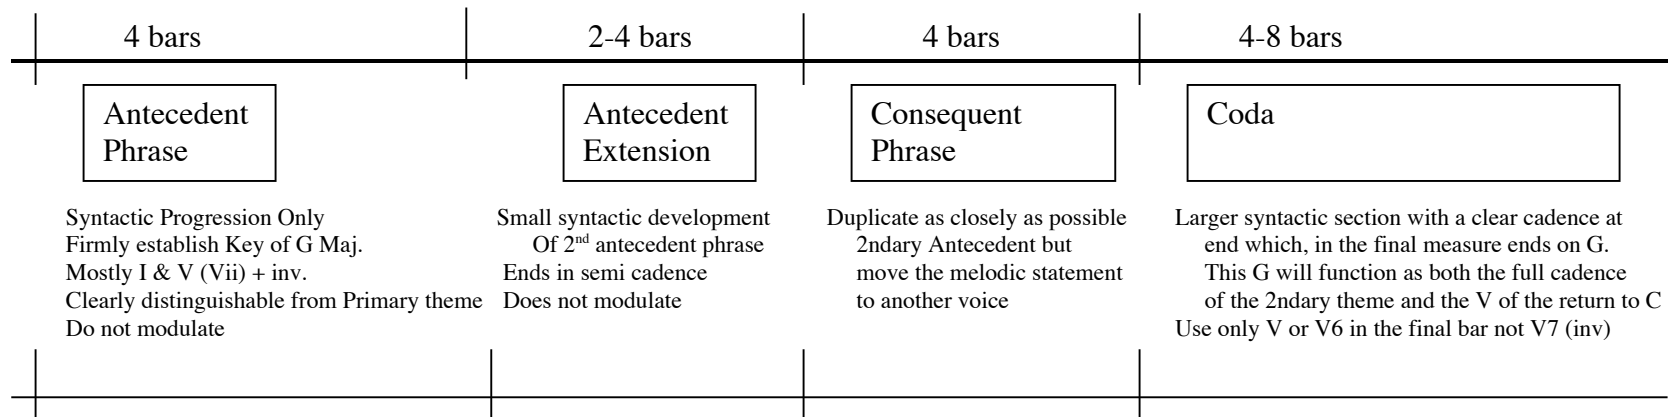 4 bars
2-4 bars
4 bars
4-8 bars
Antecedent
Phrase
Antecedent
Extension
Consequent
Phrase
Coda
Syntactic Progression Only
Firmly establish Key of G Maj.
Mostly I & V (Vii) + inv.
Clearly distinguishable from Primary theme
Do not modulate
Small syntactic development
Of 2nd antecedent phrase
Ends in semi cadence
Does not modulate
Duplicate as closely as possible
2ndary Antecedent but
move the melodic statement
to another voice
Larger syntactic section with a clear cadence at
end which, in the final measure ends on G.
This G will function as both the full cadence
of the 2ndary theme and the V of the return to C
Use only V or V6 in the final bar not V7 (inv)